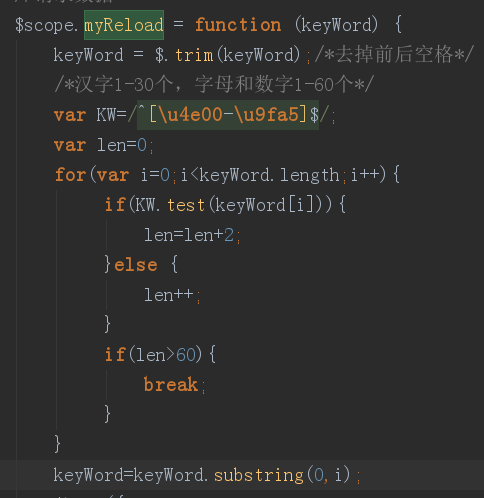 $scope.myReload = function (keyWord) {
keyWord = $.trim(keyWord);/*去掉前后空格*/
/*汉字1-30个，字母和数字1-60个*/
var KW=/^[\u4e00-\u9fa5]$/;
var len=0;
for(var i=0;i<keyWord.length;i++){
if(KW.test(keyWord[i])){
len=len+2;
}else {
len++;
}
if(len>60){
break;
}
}
keyWord=keyWord.substring(0,i);